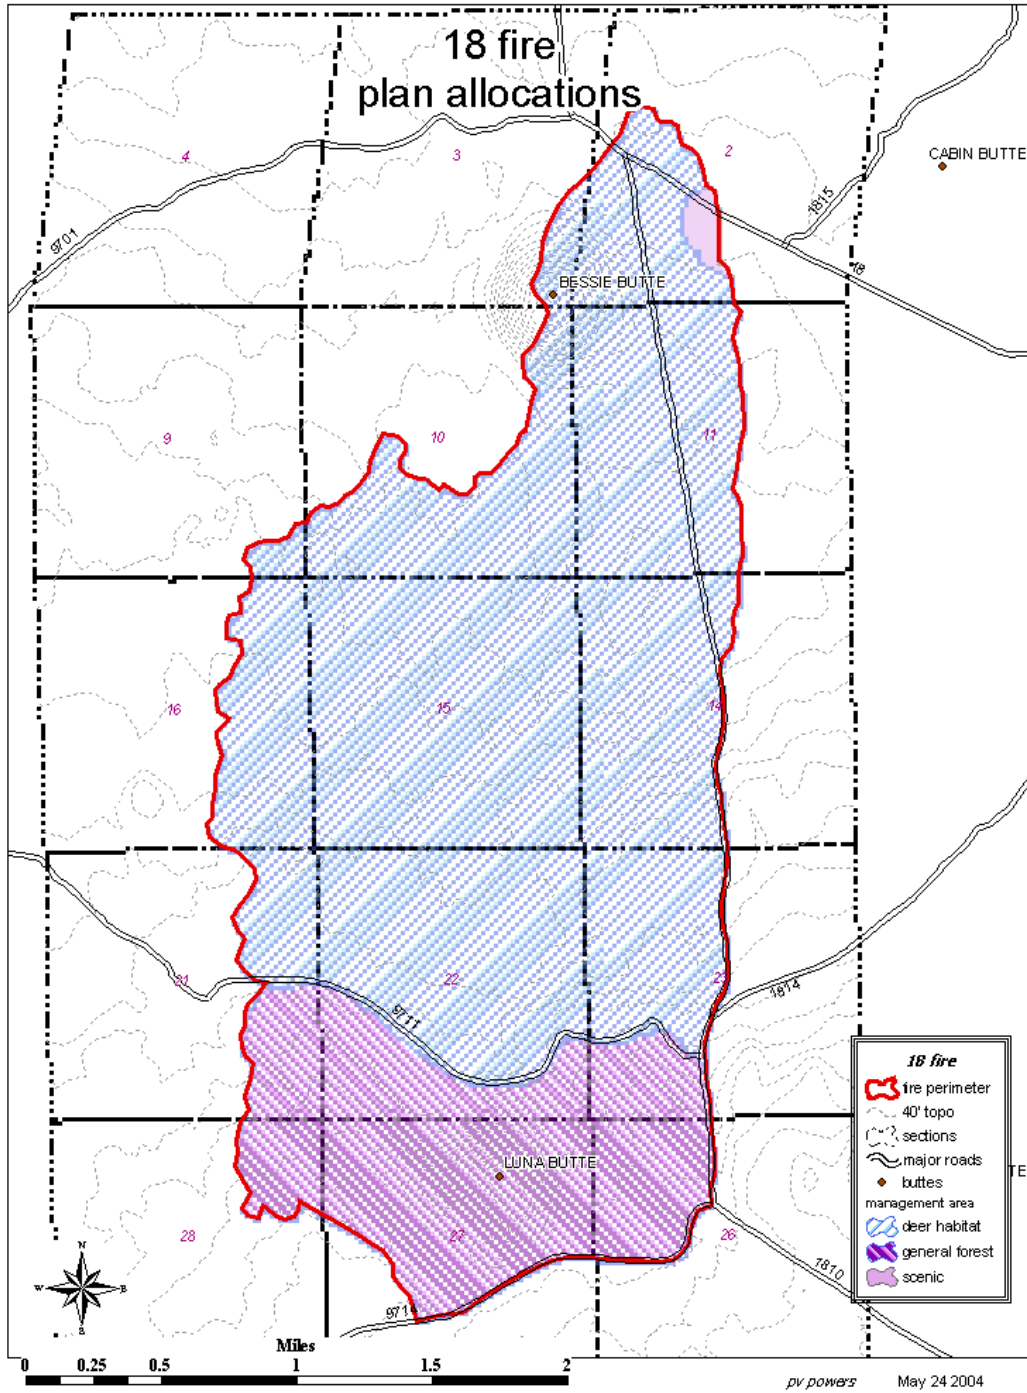 18 fire
plan allocations
4
3
2
CABIN BUTTE
1815
9701
18
BESSIE BUTTE
9
10
11
16
15
14
21
22
23
1814
9711
LUNA BUTTE
28
27
26
1810
18 fire
fire perimeter
40' topo
sections
major roads
buttes
management area
deer habitat
general forest
scenic
TE
N
W
E
S
Miles
0 0.25 0.5 1 1.5 2
pv powers May 24 2004